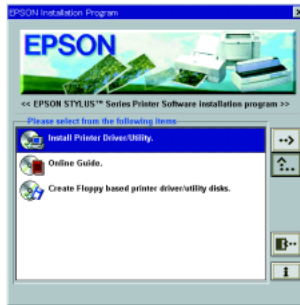 EPSON Installation Program
EPSON
<< EPSON STYLUS™ Series Printer Software installation program >>
Please select from the following items
Install Printer Driver/Utility.
Online Guide.
Create Floppy based printer driver/utility disks.